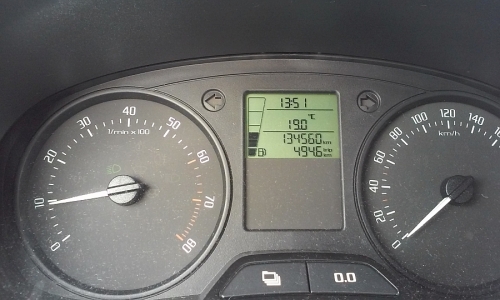 13:51
°C
19.0
134560 km
494.6 trip km
10 20 30 40 50 60 70 80
1/min x 100
0 20 40 60 80 100 120 140
km/h
0.0